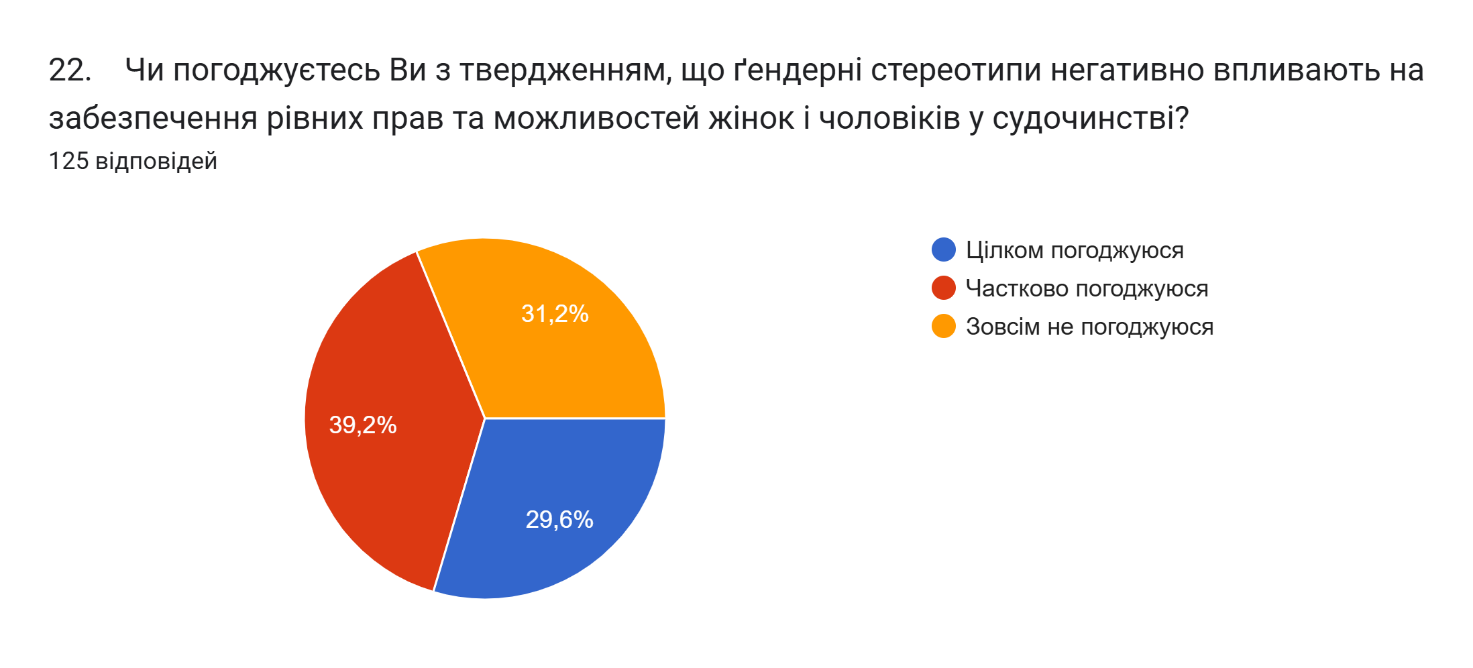 22. Чи погоджуєтесь Ви з твердженням, що ґендерні стереотипи негативно впливають на
забезпечення рівних прав та можливостей жінок і чоловіків у судочинстві?
125 відповідей
Цілком погоджуюся
Частково погоджуюся
Зовсім не погоджуюся
31,2%
39,2%
29,6%